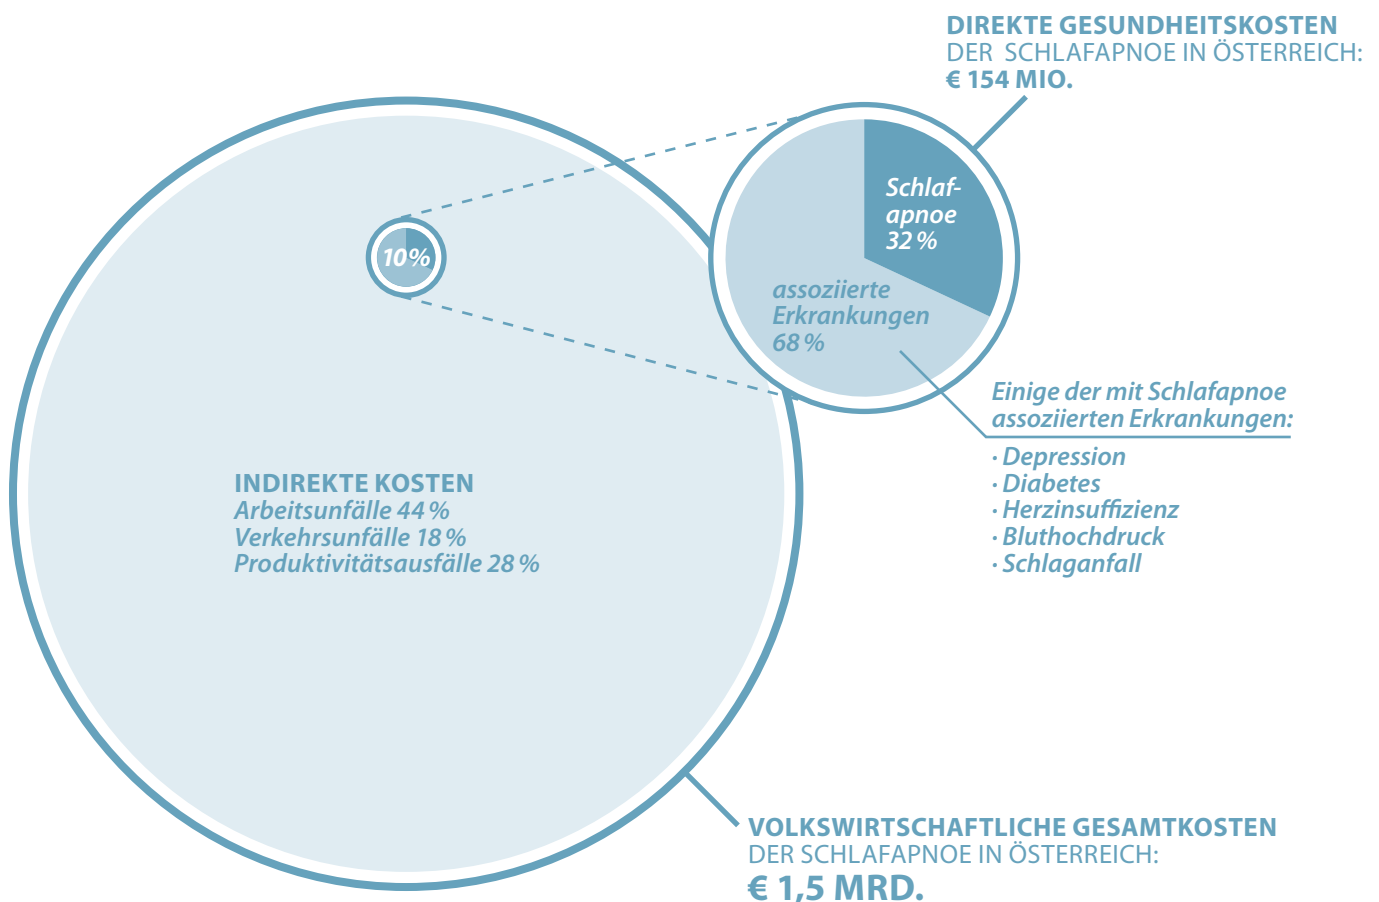 DIREKTE GESUNDHEITSKOSTEN
DER SCHLAFAPNOE IN ÖSTERREICH:
€ 154 MIO.
Schlaf-
apnoe
32 %
10 %
assoziierte
Erkrankungen
68 %
Einige der mit Schlafapnoe
assoziierten Erkrankungen:
· Depression
· Diabetes
· Herzinsuffizienz
· Bluthochdruck
· Schlaganfall
INDIREKTE KOSTEN
Arbeitsunfälle 44 %
Verkehrsunfälle 18 %
Produktivitätsausfälle 28 %
VOLKSWIRTSCHAFTLICHE GESAMTKOSTEN
DER SCHLAFAPNOE IN ÖSTERREICH:
€ 1,5 MRD.